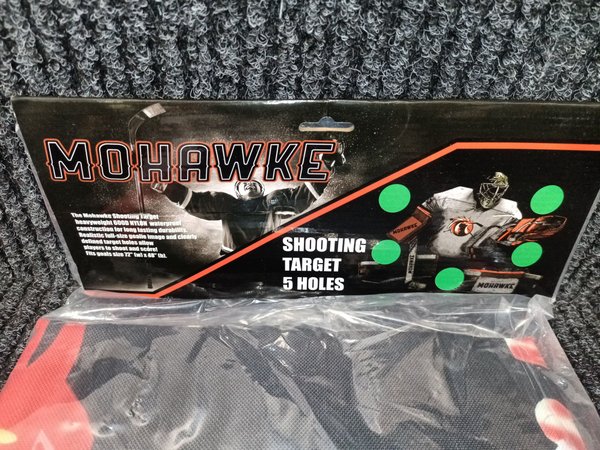 MOHAWKE
The Mohawke Shooting Target
heavyweight 600D NYLON waterproof
construction for long lasting durability.
Realistic full-size goalie image and clearly
defined target holes allow
players to shoot and score!
Fits goals size 72" (w) x 48" (h).
SHOOTING
TARGET
5 HOLES
MOHAWKE